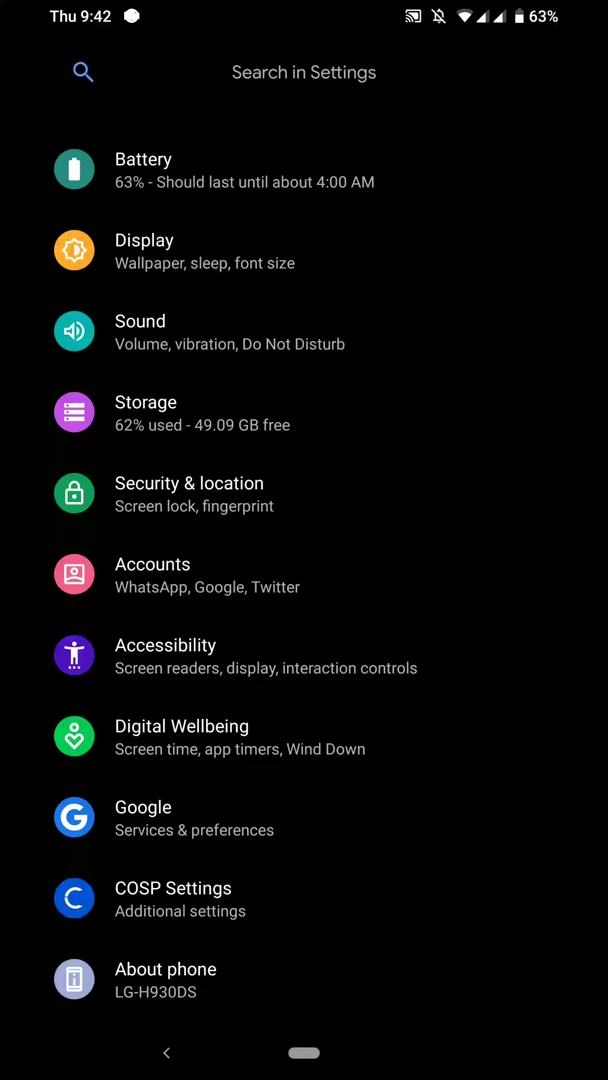 Thu 9:42
63%
Search in Settings
Battery
63% - Should last until about 4:00 AM
Display
Wallpaper, sleep, font size
Sound
Volume, vibration, Do Not Disturb
Storage
62% used - 49.09 GB free
Security & location
Screen lock, fingerprint
Accounts
WhatsApp, Google, Twitter
Accessibility
Screen readers, display, interaction controls
Digital Wellbeing
Screen time, app timers, Wind Down
Google
Services & preferences
COSP Settings
Additional settings
About phone
LG-H930DS